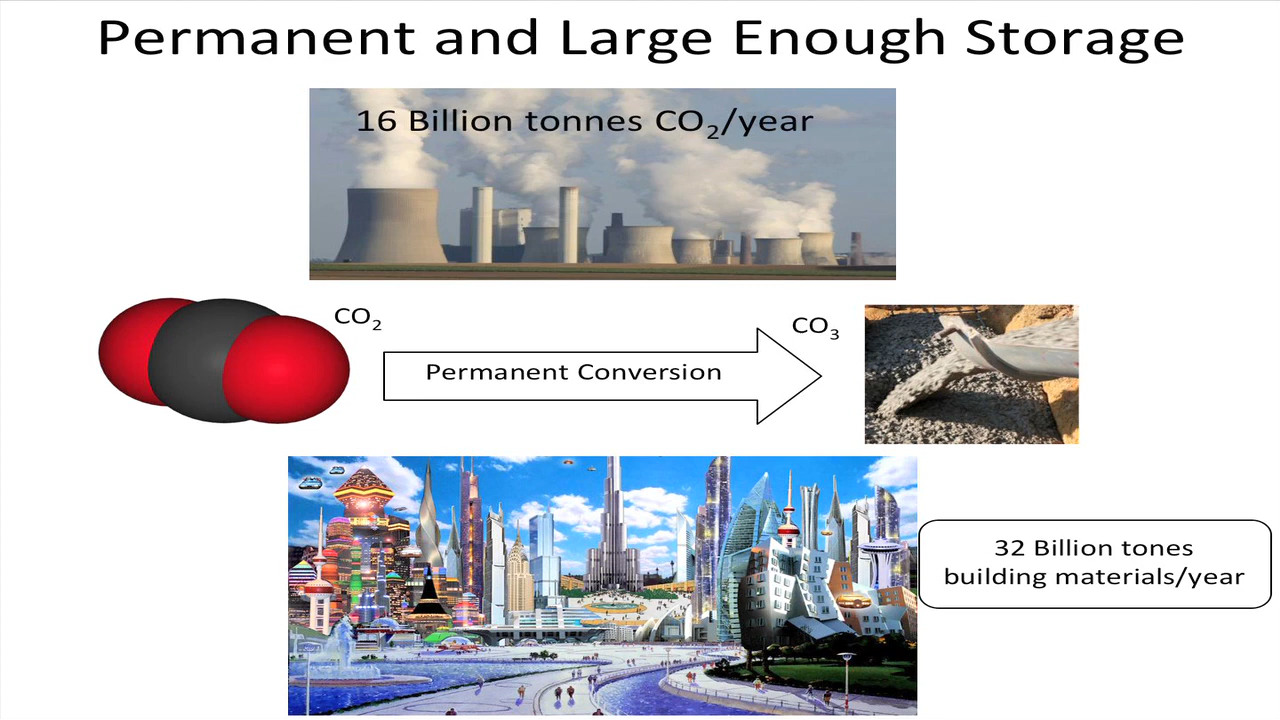 Permanent and Large Enough Storage
16 Billion tonnes CO₂/year
CO₂
CO₃
Permanent Conversion
32 Billion tones
building materials/year